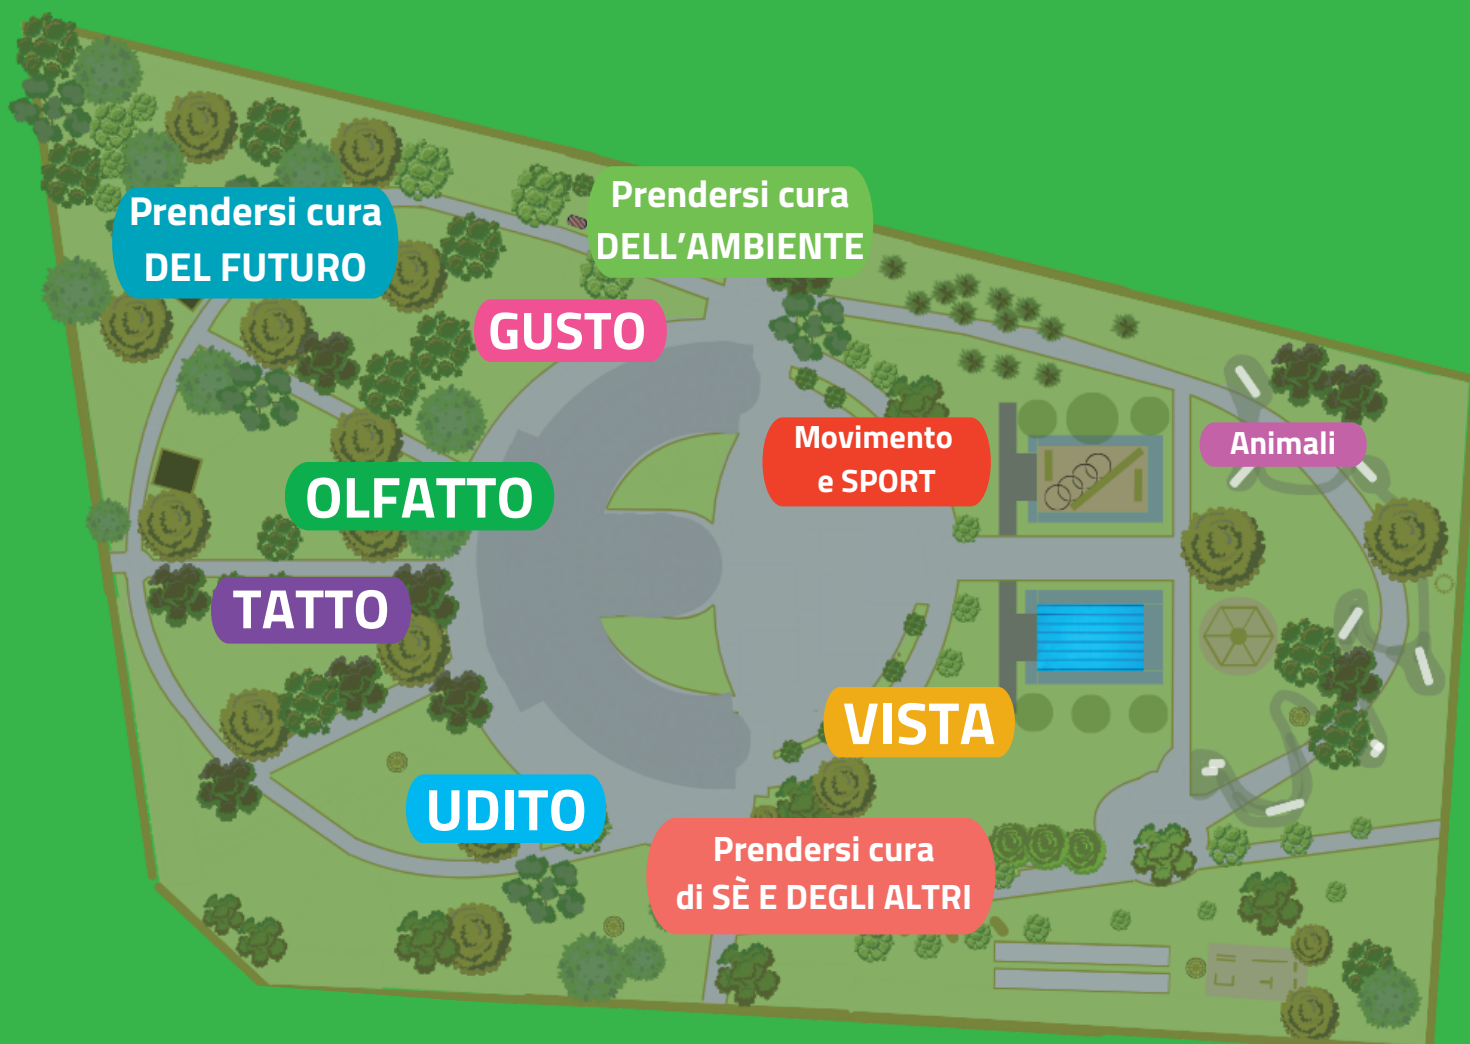 Prendersi cura
DEL FUTURO
Prendersi cura
DELL’AMBIENTE
GUSTO
Movimento
e SPORT
Animali
OLFATTO
TATTO
VISTA
UDITO
Prendersi cura
di SÈ E DEGLI ALTRI